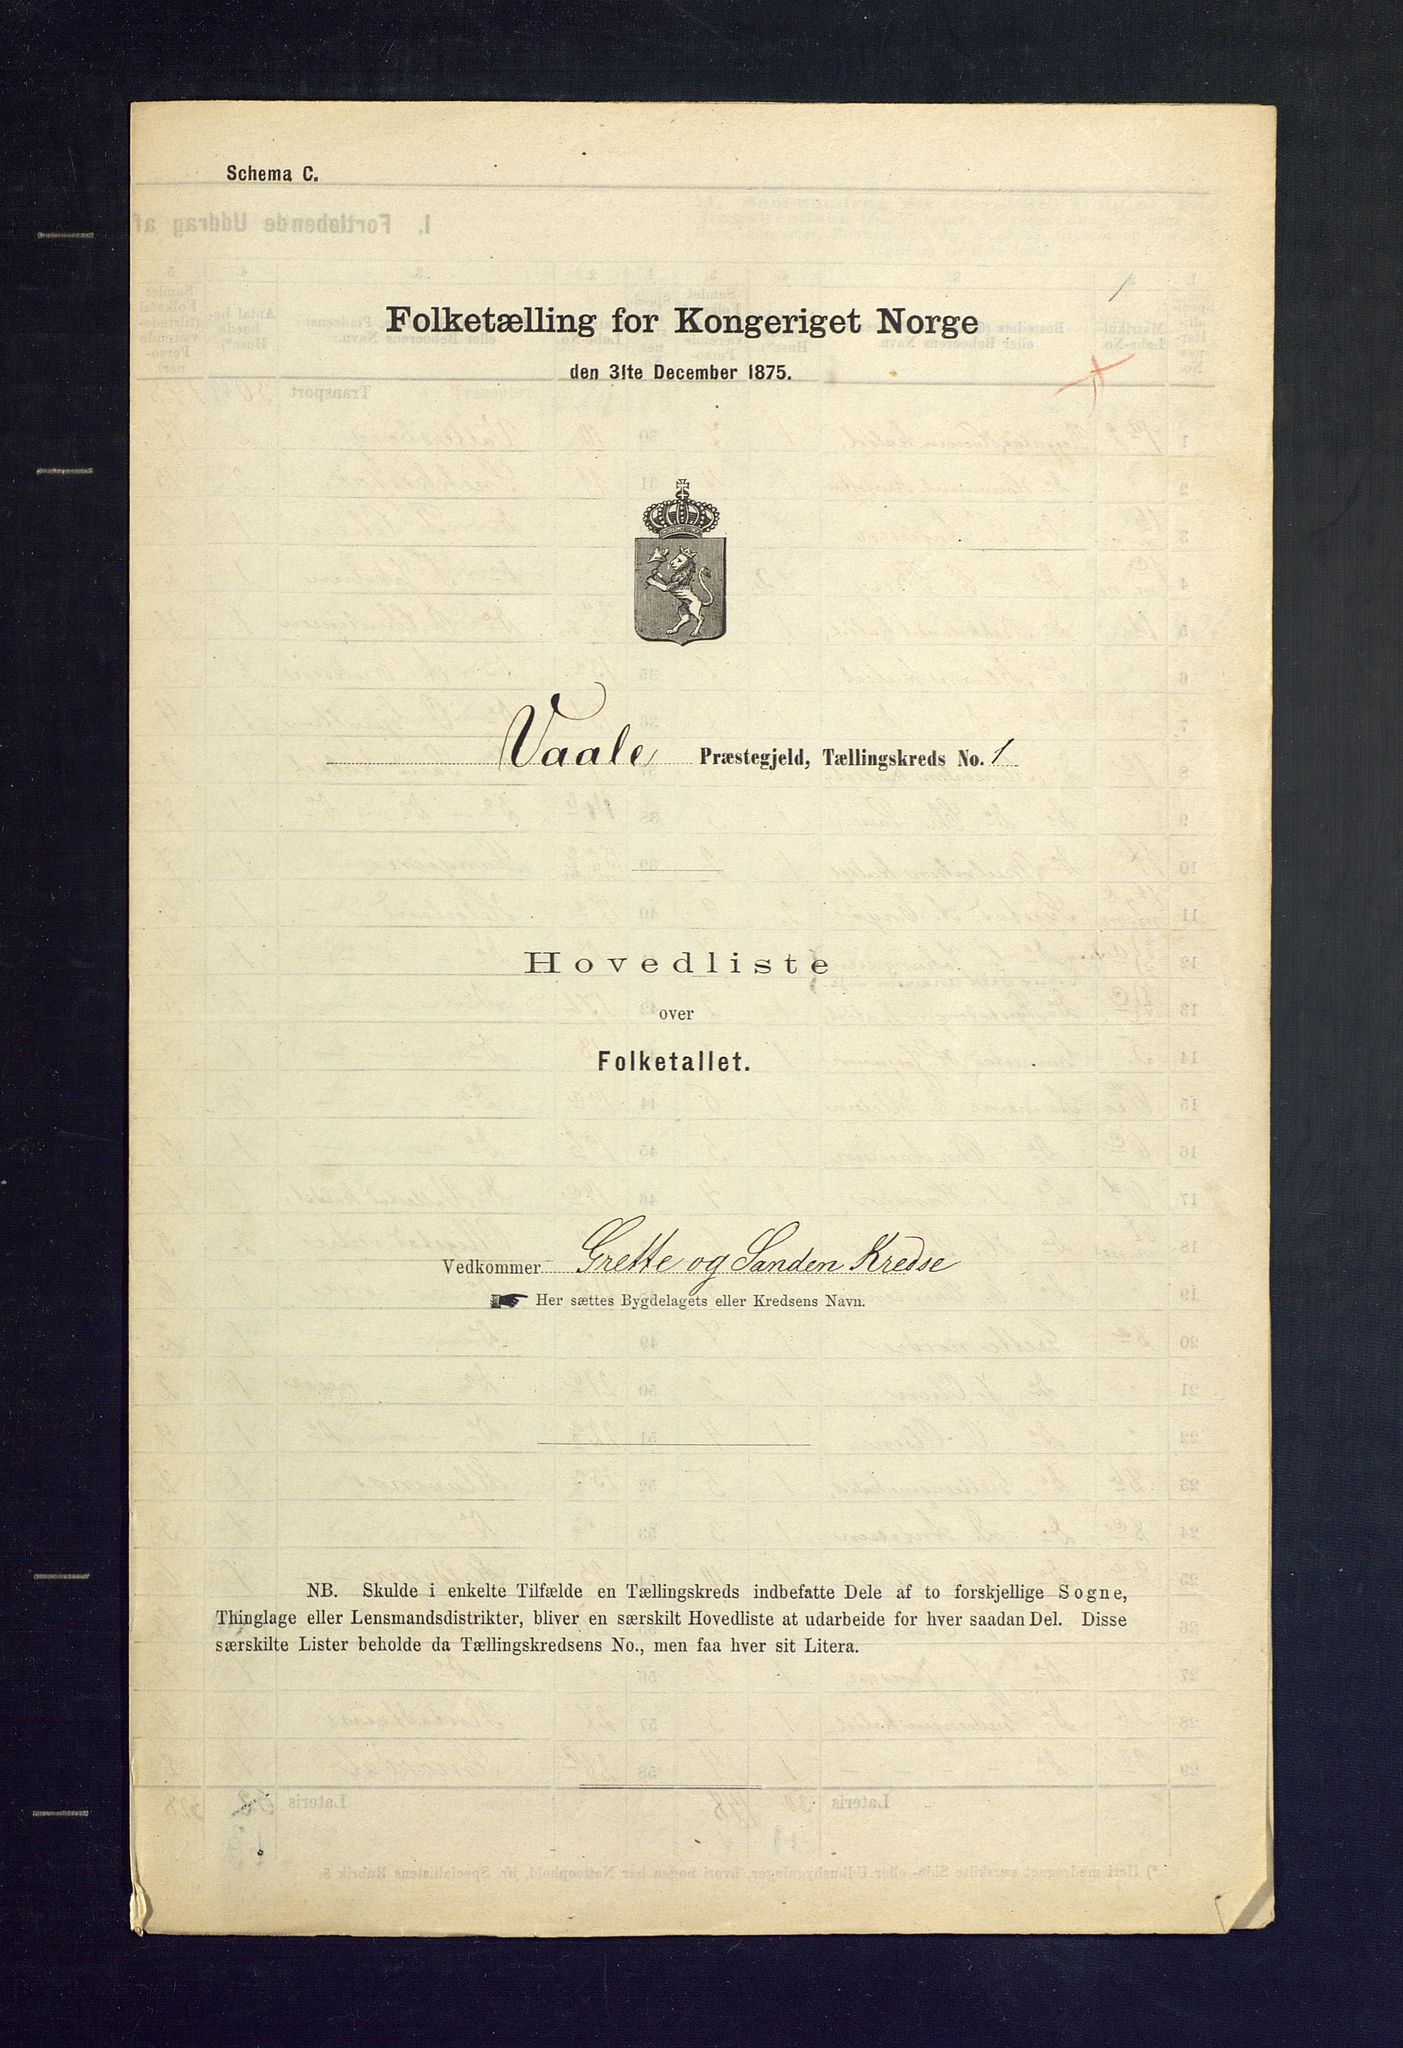 Schema C.
1
Folketælling for Kongeriget Norge
den 31te December 1875.
Vaale Præstegjeld, Tællingskreds No. 1
Hovedliste
over
Folketallet.
Vedkommer Grette og Sanden Kredse
Her sættes Bygdelagets eller Kredsens Navn.
NB. Skulde i enkelte Tilfælde en Tællingskreds indbefatte Dele af to forskjellige Sogne,
Thinglage eller Lensmandsdistrikter, bliver en særskilt Hovedliste at udarbeide for hver saadan Del. Disse
særskilte Lister beholde da Tællingskredsens No., men faa hver sit Litera.